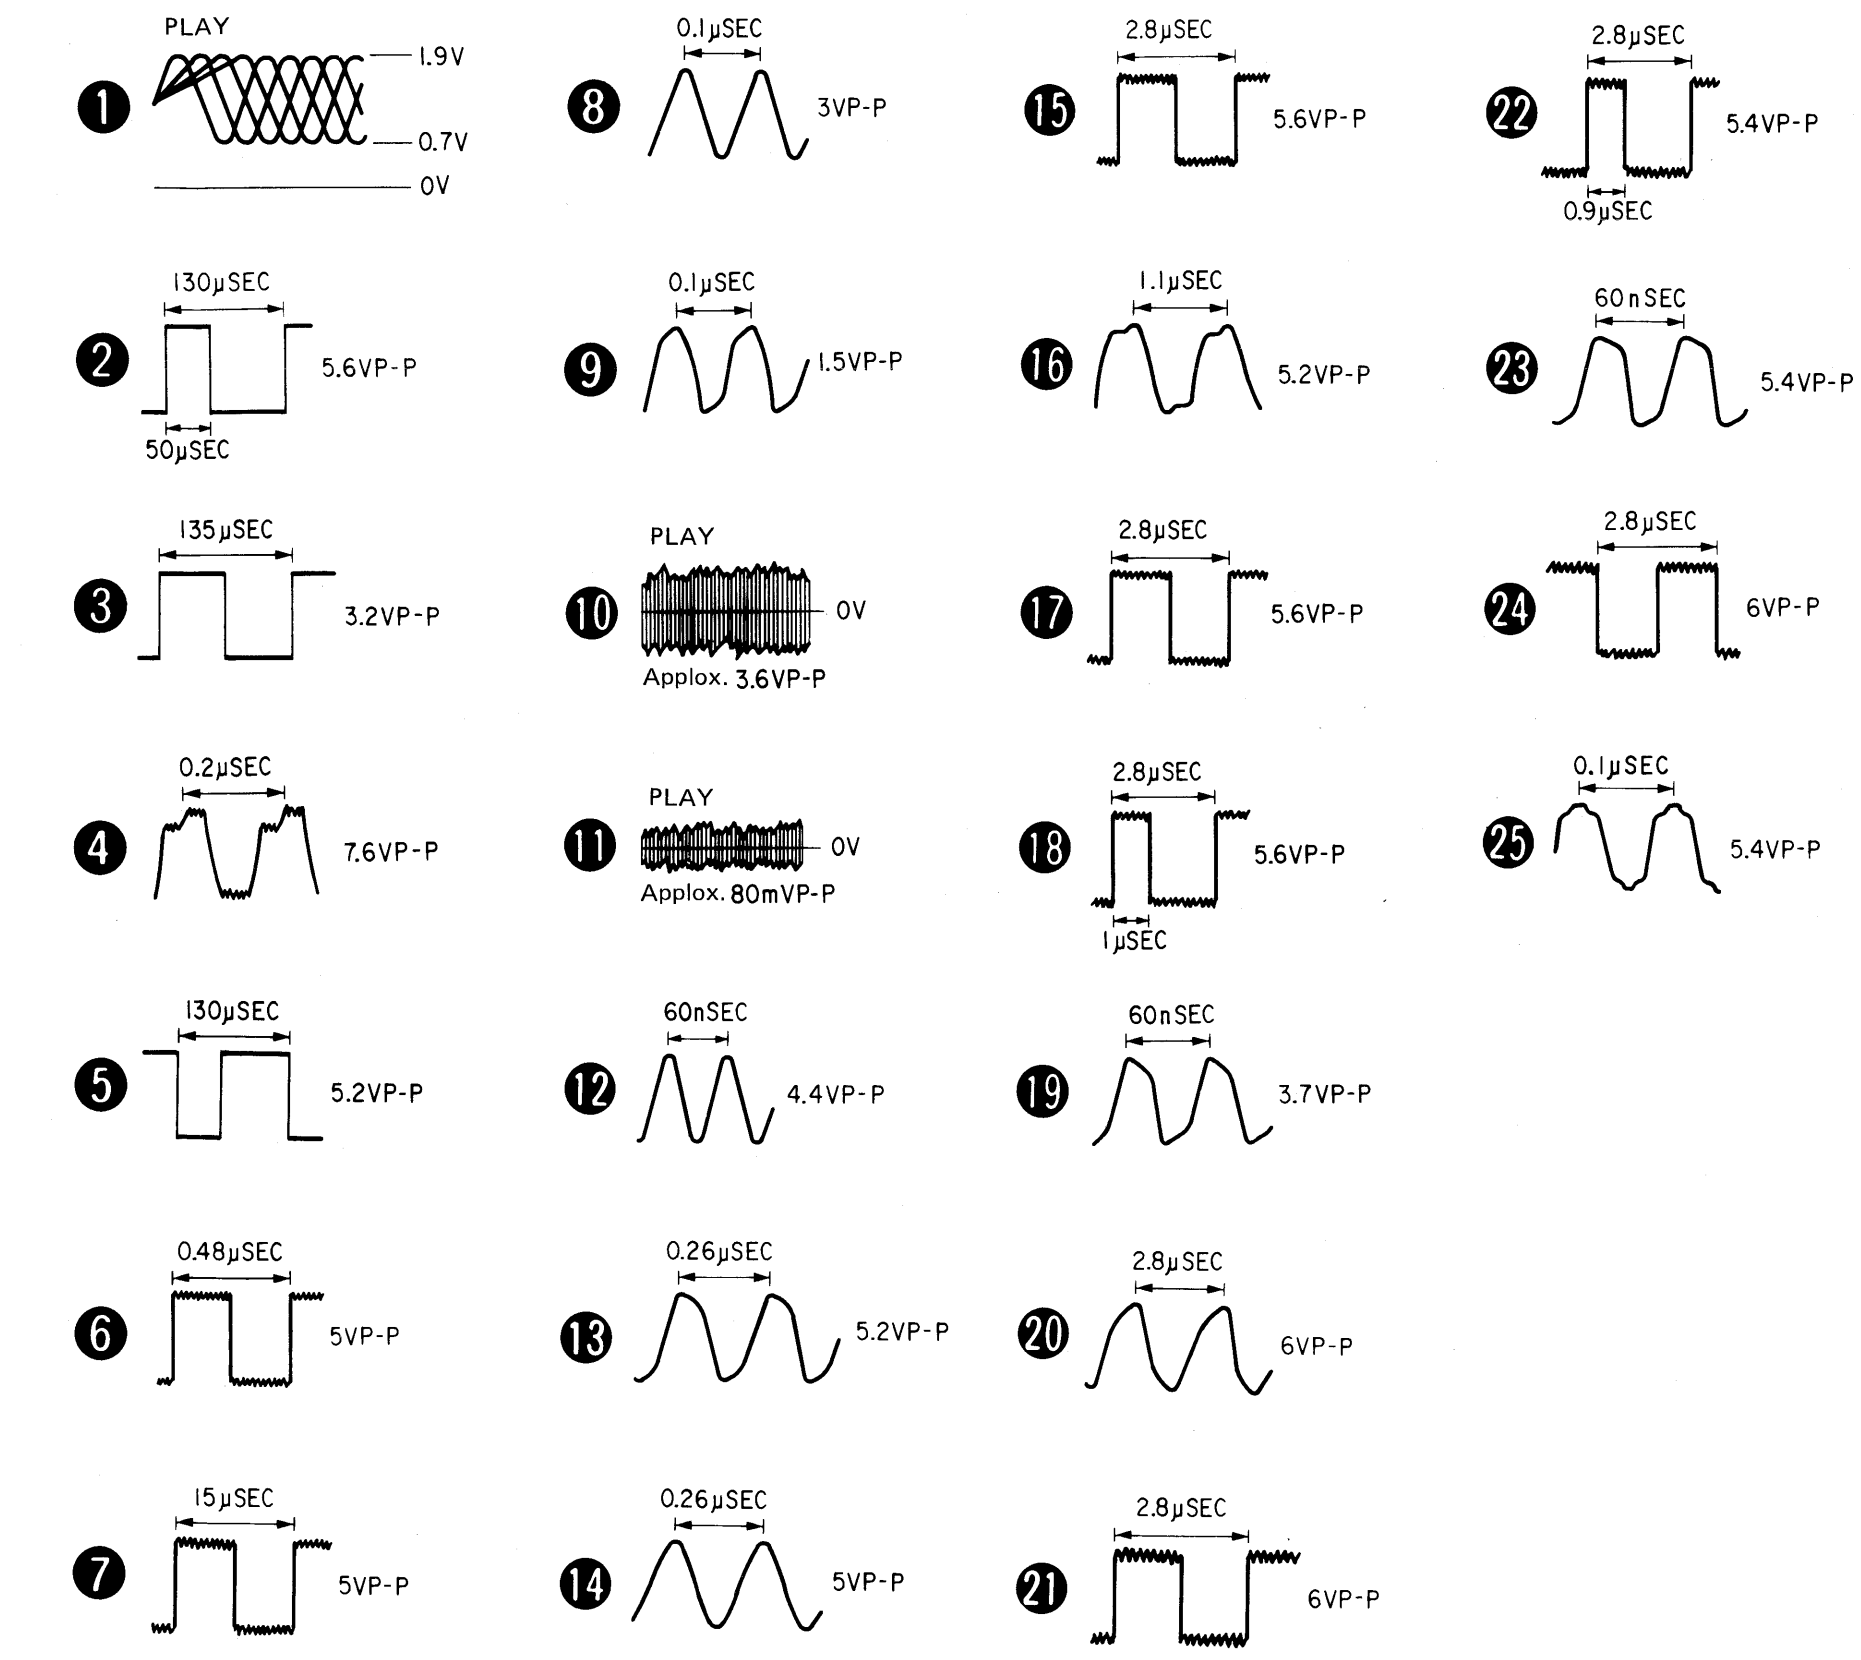 PLAY
1
1.9V
0.7V
0V
130μSEC
2
5.6VP-P
50μSEC
135μSEC
3
3.2VP-P
0.2μSEC
4
7.6VP-P
130μSEC
5
5.2VP-P
0.48μSEC
6
5VP-P
15μSEC
7
5VP-P
0.1μSEC
8
3VP-P
0.1μSEC
9
1.5VP-P
PLAY
10
0V
Applox. 3.6VP-P
PLAY
11
0V
Applox. 80mVP-P
60nSEC
12
4.4VP-P
0.26μSEC
13
5.2VP-P
0.26μSEC
14
5VP-P
2.8μSEC
15
5.6VP-P
1.1μSEC
16
5.2VP-P
2.8μSEC
17
5.6VP-P
2.8μSEC
18
5.6VP-P
1μSEC
60nSEC
19
3.7VP-P
2.8μSEC
20
6VP-P
2.8μSEC
21
6VP-P
2.8μSEC
22
5.4VP-P
0.9μSEC
60nSEC
23
5.4VP-P
2.8μSEC
24
6VP-P
0.1μSEC
25
5.4VP-P